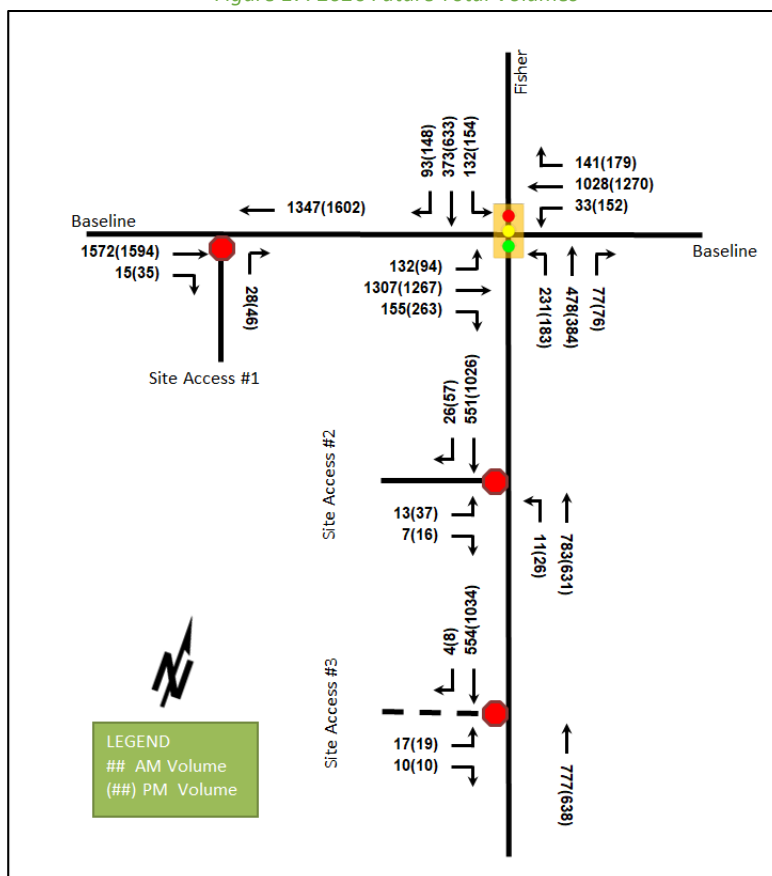 Fisher
93(148)
373(633)
132(154)
141(179)
1028(1270)
33(152)
1347(1602)
Baseline
Baseline
1572(1594)
15(35)
28(46)
132(94)
1307(1267)
155(263)
231(183)
478(384)
77(76)
Site Access #1
26(57)
551(1026)
Site Access #2
13(37)
7(16)
11(26)
783(631)
4(8)
554(1034)
Site Access #3
17(19)
10(10)
777(638)
N
LEGEND
## AM Volume
(##) PM Volume